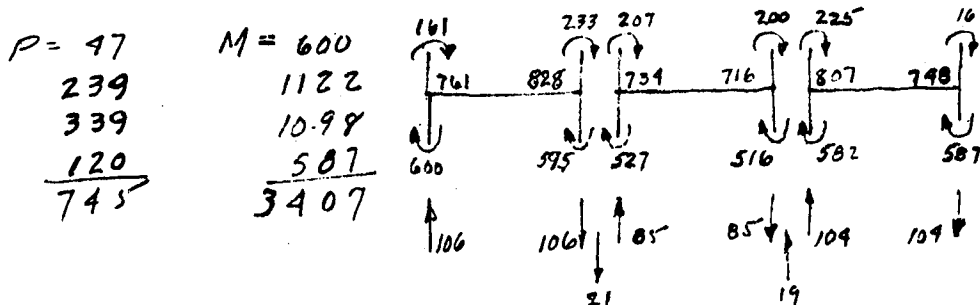 P = 47 M = 600
239 1122
339 10.98
120 587
745 3407
161 233 207 200 225 16
761 828 734 716 807 748
600 595 527 516 582 587
106 106 85 85 104 104
21 19